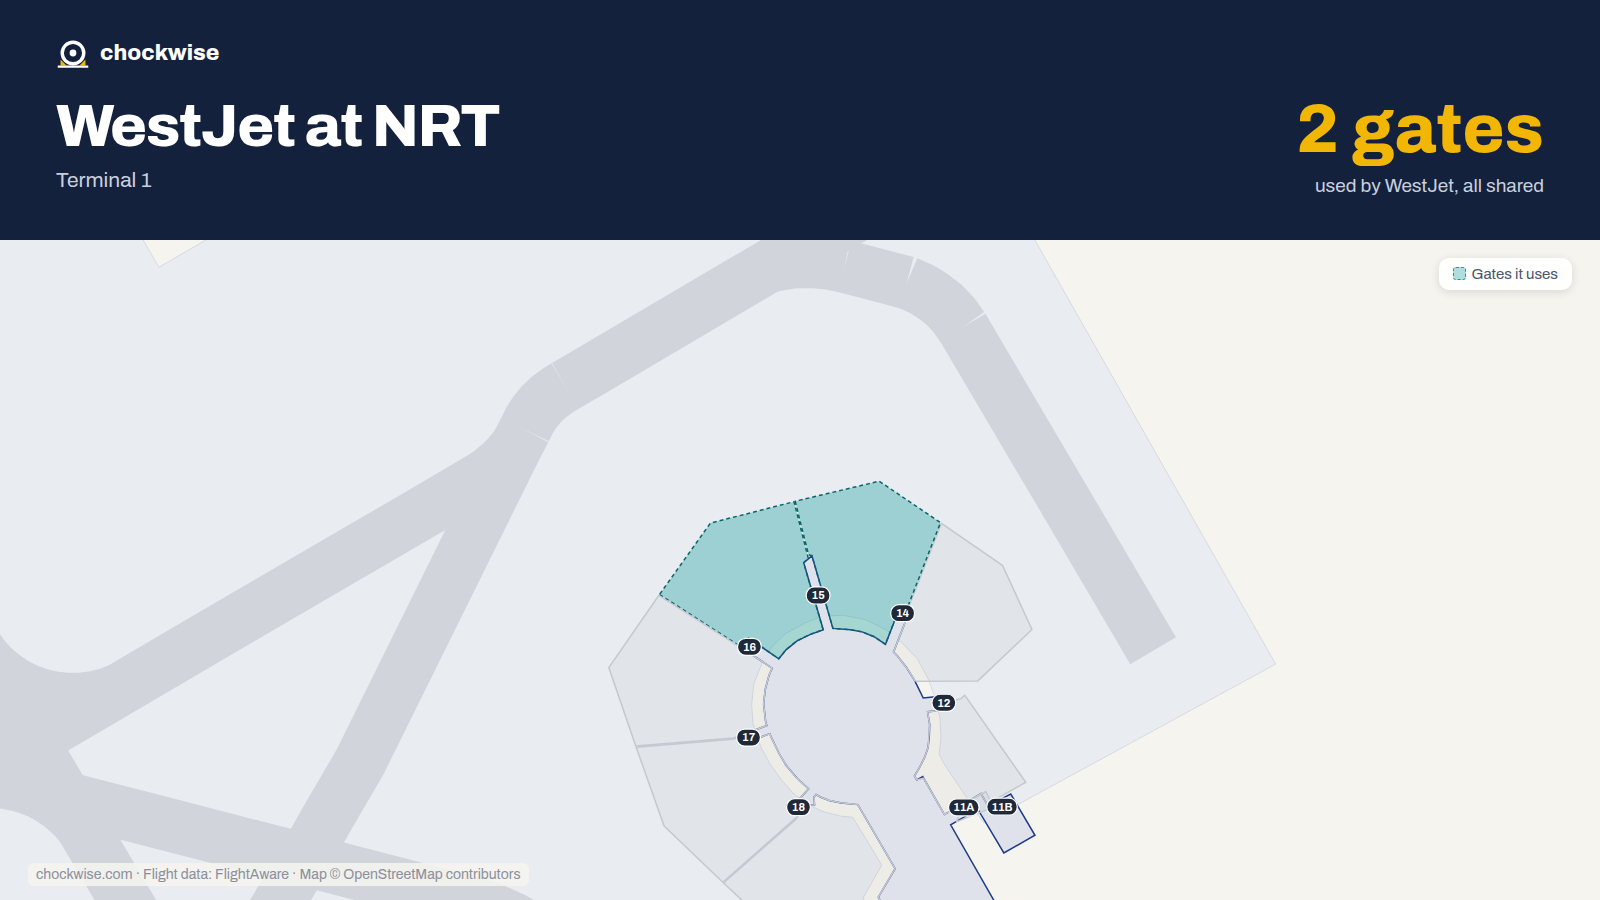 chockwise
WestJet at NRT
Terminal 1
2 gates
used by WestJet, all shared
Gates it uses
15
14
16
12
17
11A
11B
18
chockwise.com · Flight data: FlightAware · Map © OpenStreetMap contributors